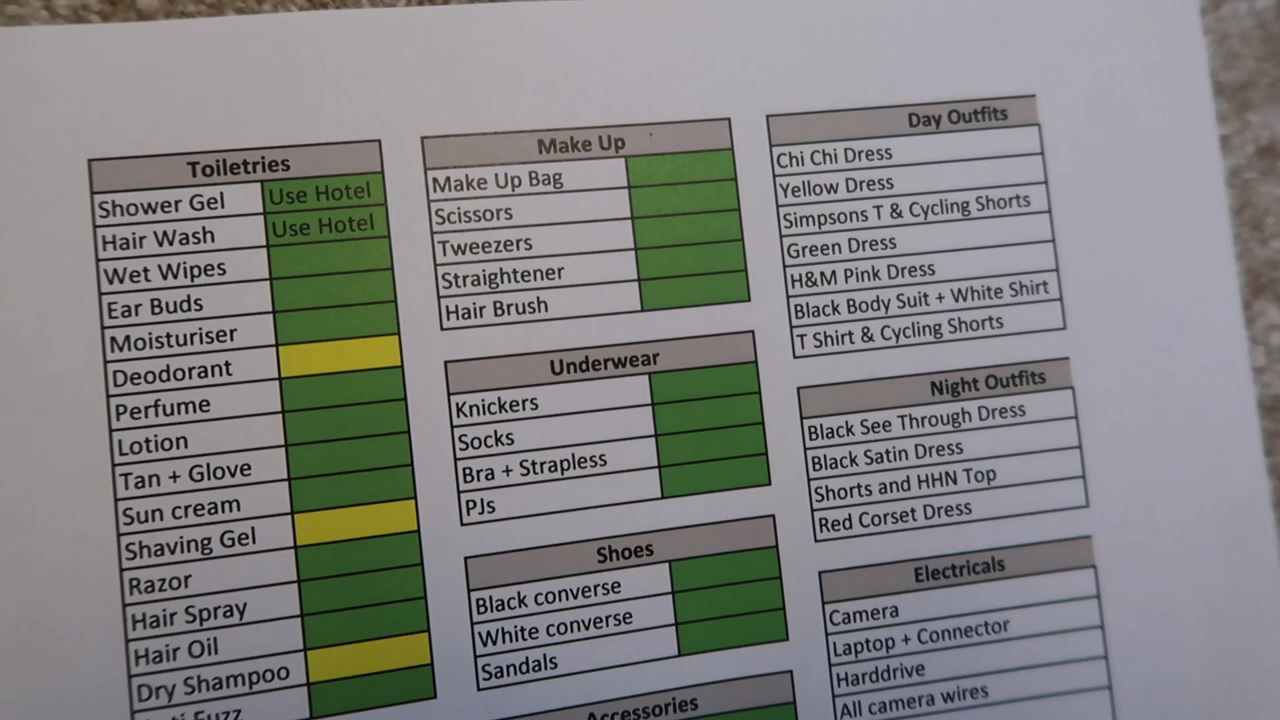 Toiletries
Shower Gel Use Hotel
Hair Wash Use Hotel
Wet Wipes
Ear Buds
Moisturiser
Deodorant
Perfume
Lotion
Tan + Glove
Sun cream
Shaving Gel
Razor
Hair Spray
Hair Oil
Dry Shampoo
Fuzz
Make Up
Make Up Bag
Scissors
Tweezers
Straightener
Hair Brush
Underwear
Knickers
Socks
Bra + Strapless
PJs
Shoes
Black converse
White converse
Sandals
Accessories
Day Outfits
Chi Chi Dress
Yellow Dress
Simpsons T & Cycling Shorts
Green Dress
H&M Pink Dress
Black Body Suit + White Shirt
T Shirt & Cycling Shorts
Night Outfits
Black See Through Dress
Black Satin Dress
Shorts and HHN Top
Red Corset Dress
Electricals
Camera
Laptop + Connector
Harddrive
All camera wires